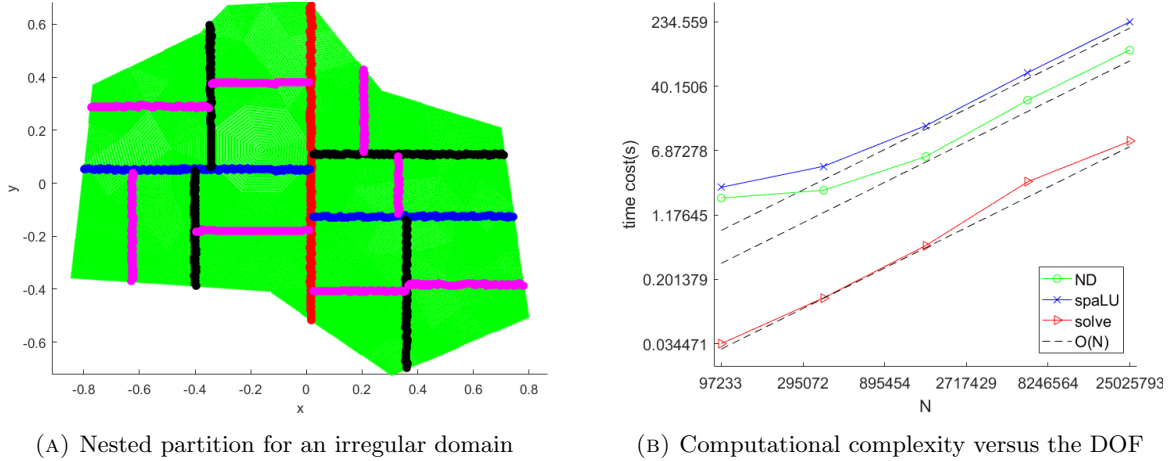 0.6
0.4
0.2
0
-0.2
-0.4
-0.6
y
-0.8
-0.6
-0.4
-0.2
0
0.2
0.4
0.6
0.8
x
(A) Nested partition for an irregular domain
234.559
40.1506
6.87278
1.17645
0.201379
0.034471
time cost(s)
ND
spaLU
solve
O(N)
97233
295072
895454
2717429
8246564
25025793
N
(B) Computational complexity versus the DOF